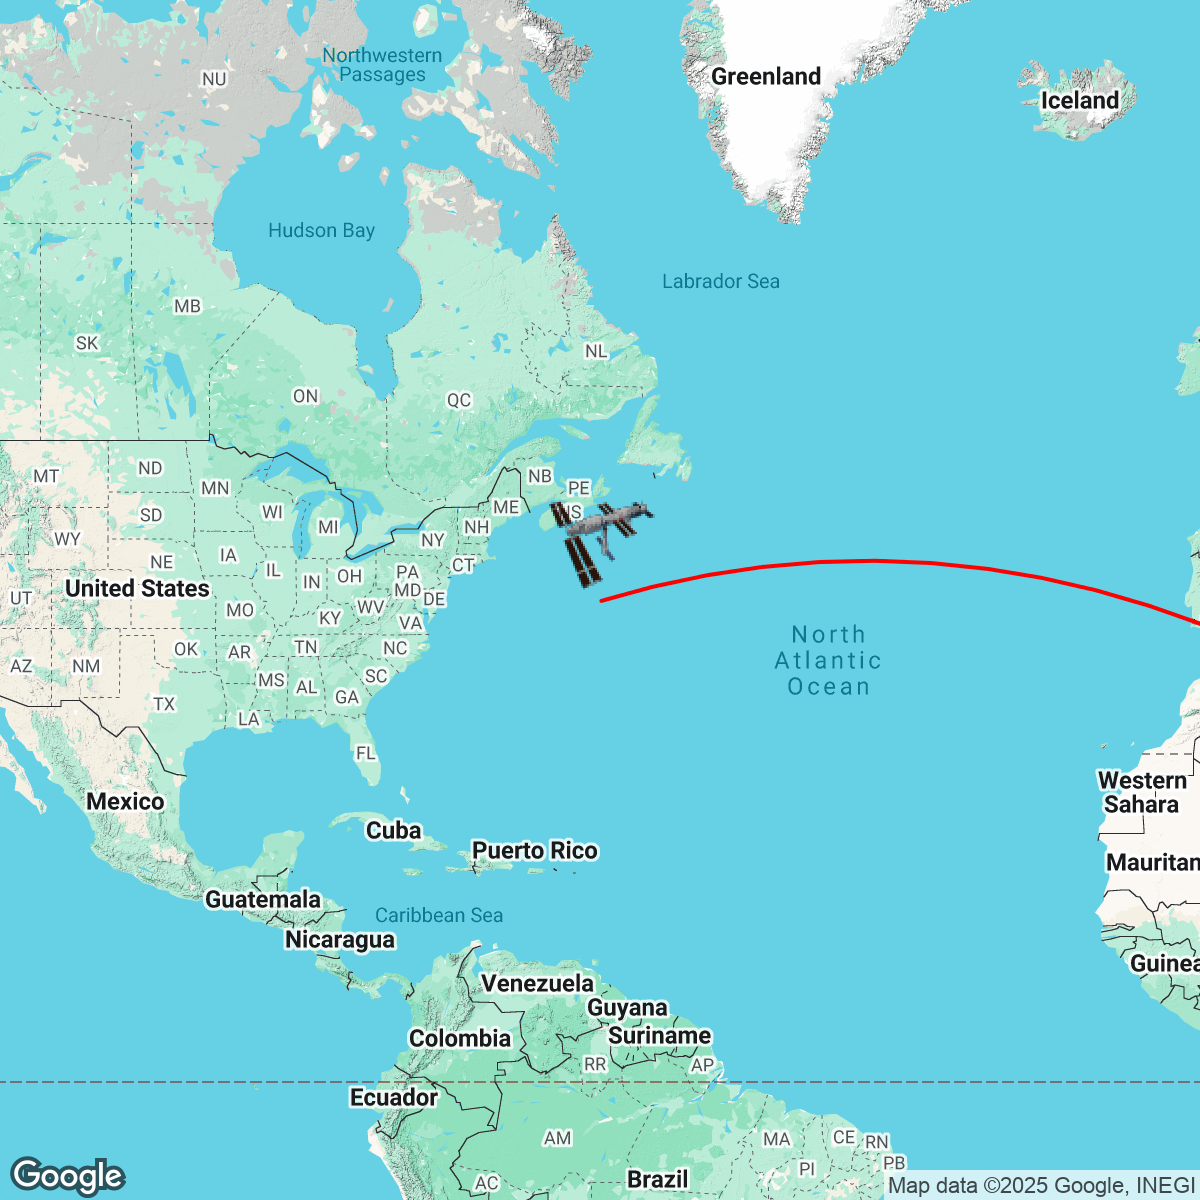 Northwestern
Passages
NU
Greenland
Iceland
Hudson Bay
Labrador Sea
MB
SK
NL
ON
QC
MT
ND
MN
NB
PE
NS
ME
SD
WI
MI
NH
WY
NY
IA
NE
IL
IN
OH
PA
CT
United States
MD
DE
UT
MO
KY
WV
VA
North
Atlantic
Ocean
OK
AR
TN
NC
AZ
NM
MS
AL
SC
GA
TX
LA
FL
Western
Sahara
Mexico
Cuba
Puerto Rico
Mauritan
Guatemala
Caribbean Sea
Nicaragua
Guinea
Venezuela
Guyana
Colombia
Suriname
RR
AP
Ecuador
AM
MA
CE
RN
PI
PB
AC
Brazil
Google
Map data ©2025 Google, INEGI